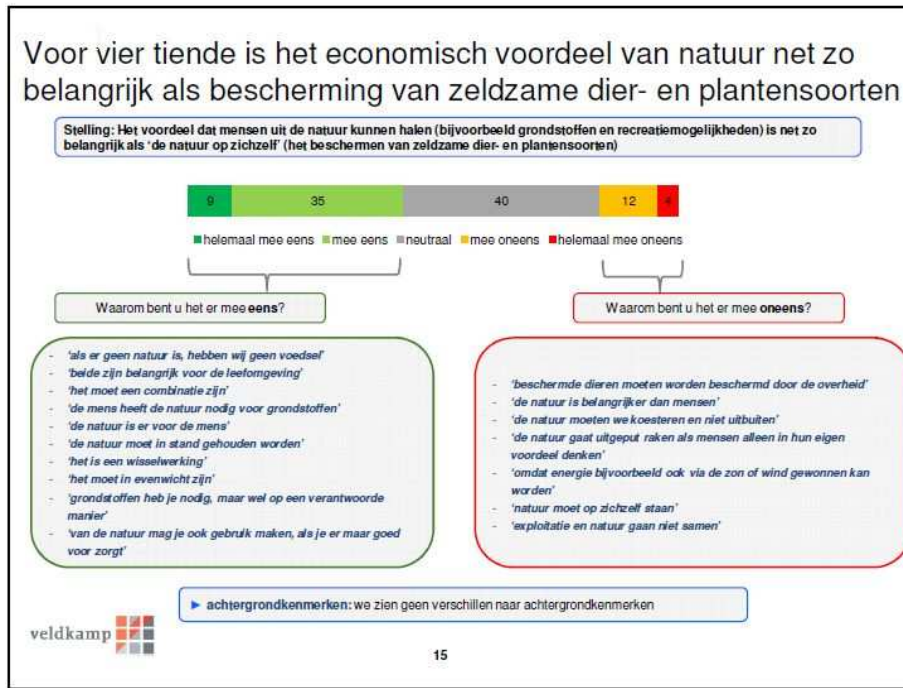 Voor vier tiende is het economisch voordeel van natuur net zo
belangrijk als bescherming van zeldzame dier- en plantensoorten
Stelling: Het voordeel dat mensen uit de natuur kunnen halen (bijvoorbeeld grondstoffen en recreatiemogelijkheden) is net zo
belangrijk als ‘de natuur op zichzelf’ (het beschermen van zeldzame dier- en plantensoorten)
9 35 40 12 4
helemaal mee eens mee eens neutraal mee oneens helemaal mee oneens
Waarom bent u het er mee eens?
- ‘als er geen natuur is, hebben wij geen voedsel’
- ‘beide zijn belangrijk voor de leefomgeving’
- ‘het moet een combinatie zijn’
- ‘de mens heeft de natuur nodig voor grondstoffen’
- ‘de natuur is er voor de mens’
- ‘de natuur moet in stand gehouden worden’
- ‘het is een wisselwerking’
- ‘het moet in evenwicht zijn’
- ‘grondstoffen heb je nodig, maar wel op een verantwoorde
manier’
- ‘van de natuur mag je ook gebruik maken, als je er maar goed
voor zorgt’
Waarom bent u het er mee oneens?
- ‘beschermde dieren moeten worden beschermd door de overheid’
- ‘de natuur is belangrijker dan mensen’
- ‘de natuur moeten we koesteren en niet uitbuiten’
- ‘de natuur gaat uitgeput raken als mensen alleen in hun eigen
voordeel denken’
- ‘omdat energie bijvoorbeeld ook via de zon of wind gewonnen kan
worden’
- ‘natuur moet op zichzelf staan’
- ‘exploitatie en natuur gaan niet samen’
► achtergrondkenmerken: we zien geen verschillen naar achtergrondkenmerken
veldkamp
15